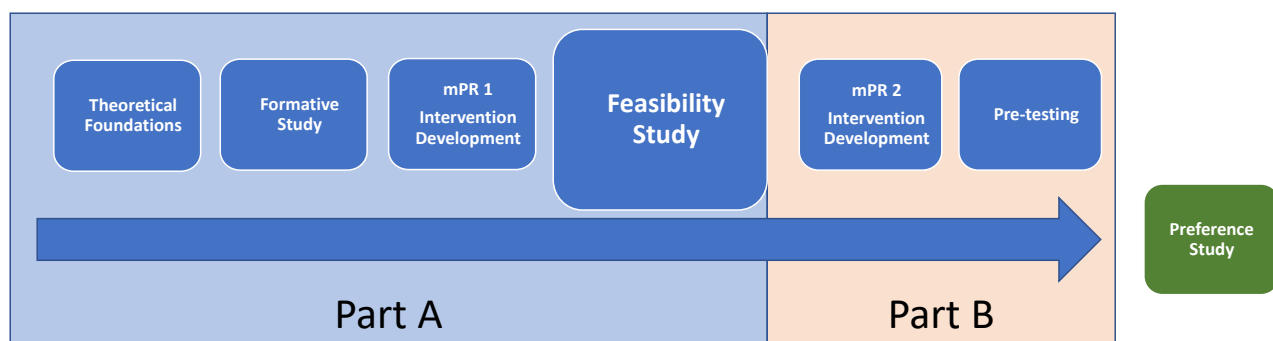 Theoretical
Foundations
Formative
Study
mPR 1
Intervention
Development
Feasibility
Study
mPR 2
Intervention
Development
Pre-testing
Preference
Study
Part A
Part B